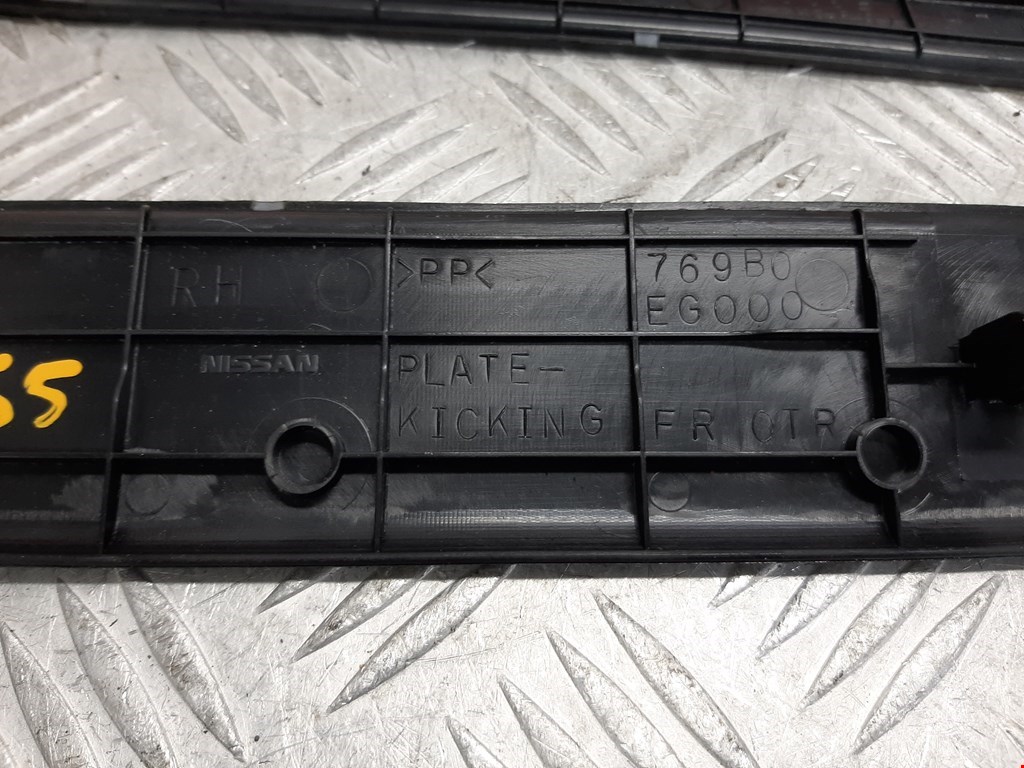 RH
>PP<
769B0
EG000
NISSAN
PLATE-
KICKING
FR OTR